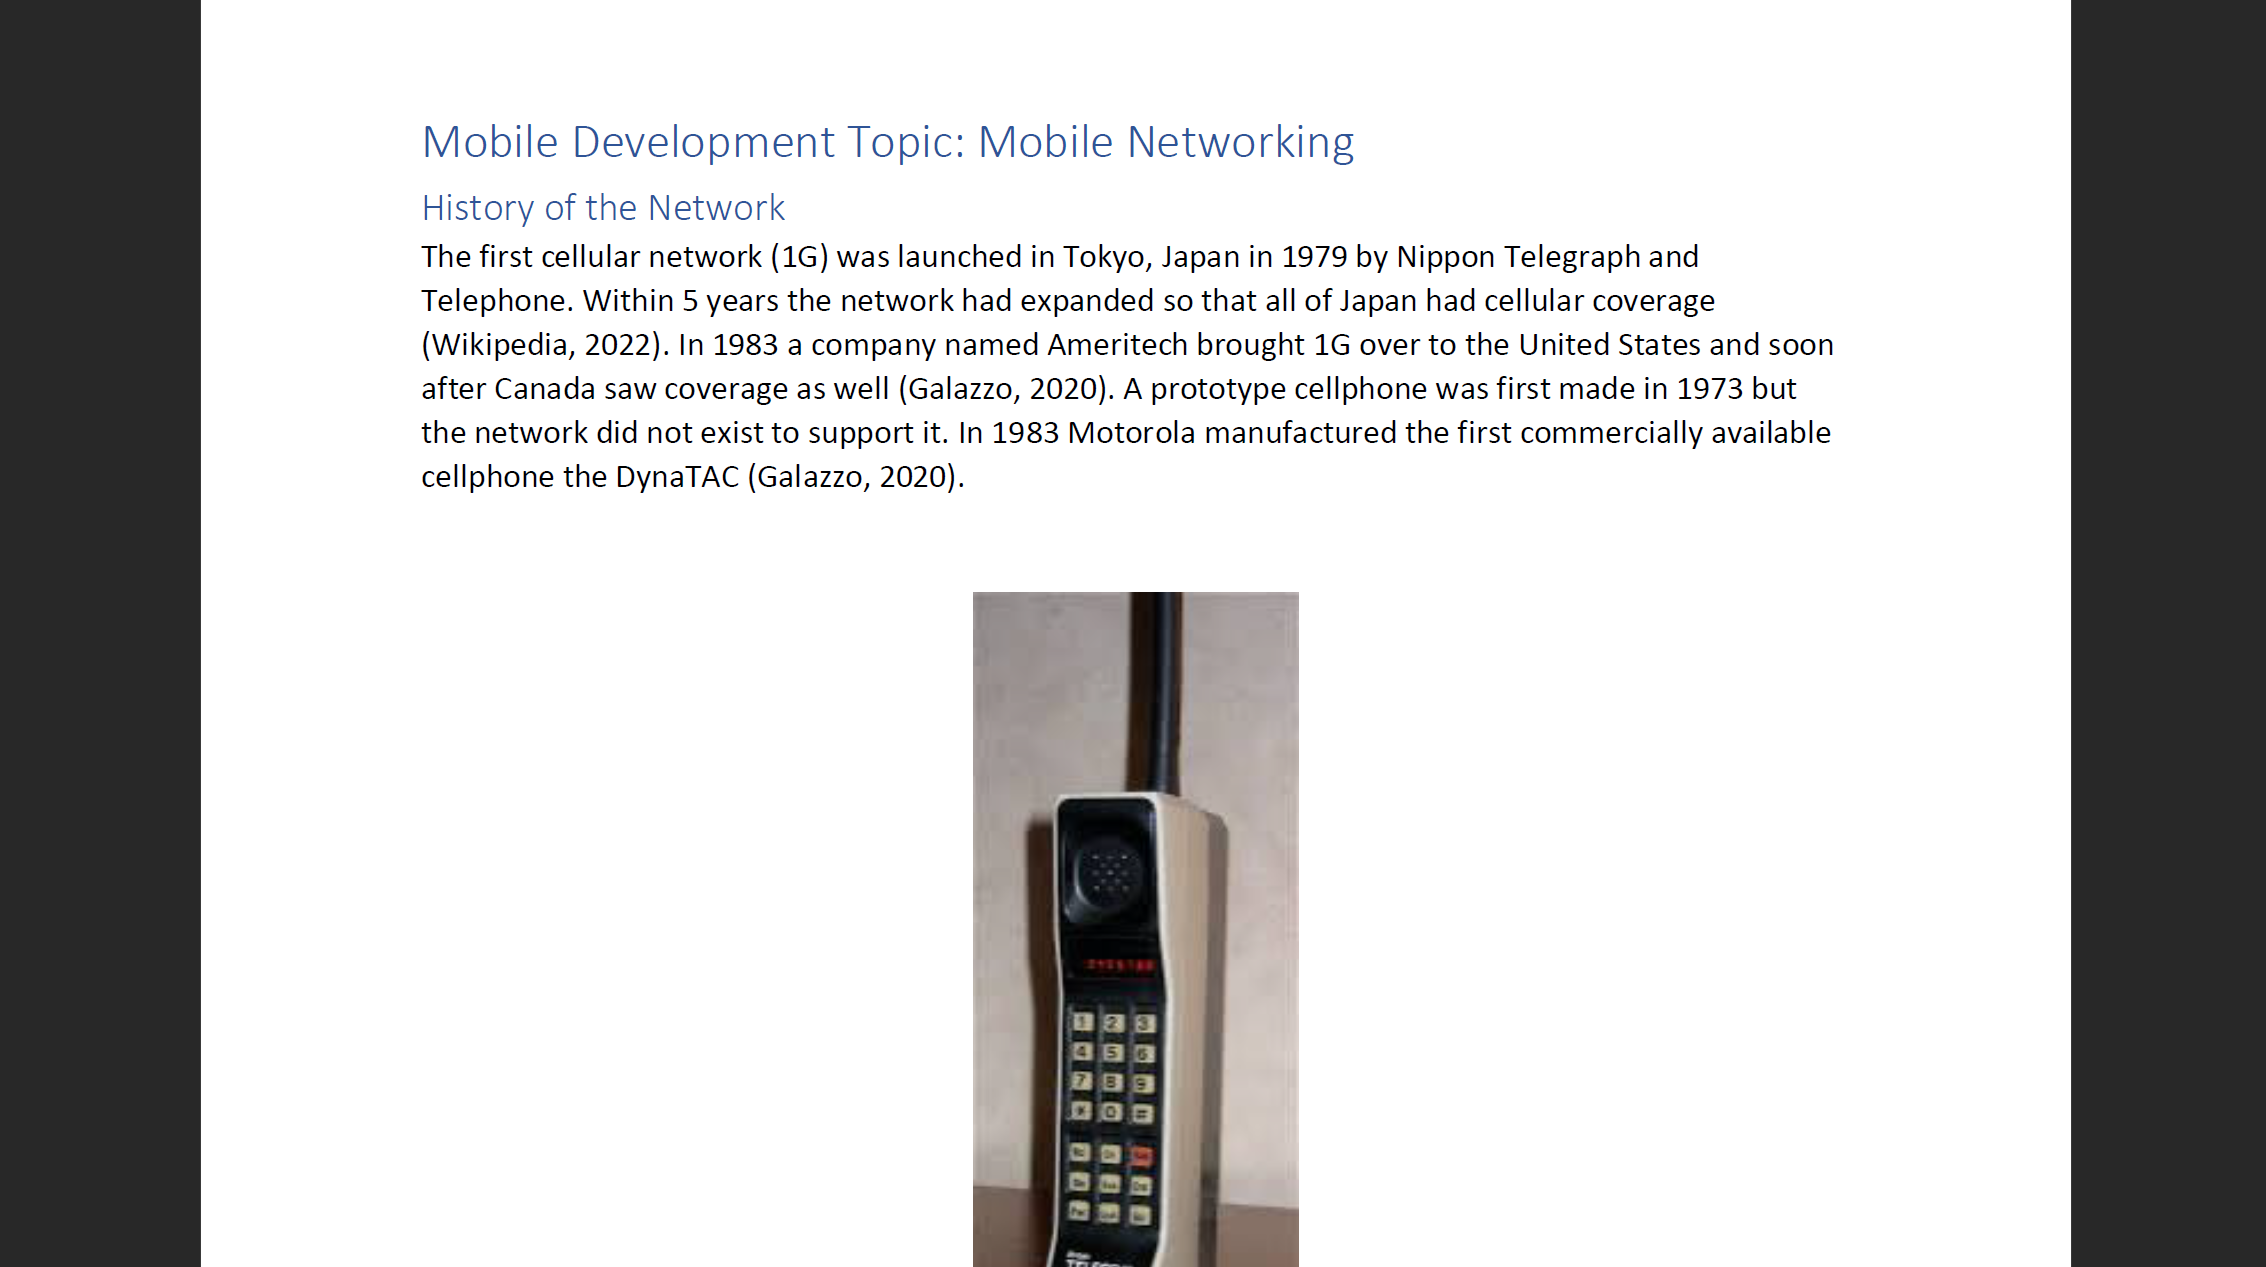 Mobile Development Topic: Mobile Networking
History of the Network
The first cellular network (1G) was launched in Tokyo, Japan in 1979 by Nippon Telegraph and
Telephone. Within 5 years the network had expanded so that all of Japan had cellular coverage
(Wikipedia, 2022). In 1983 a company named Ameritech brought 1G over to the United States and soon
after Canada saw coverage as well (Galazzo, 2020). A prototype cellphone was first made in 1973 but
the network did not exist to support it. In 1983 Motorola manufactured the first commercially available
cellphone the DynaTAC (Galazzo, 2020).
1 2 3
4 5 6
7 8 9
* 0 #